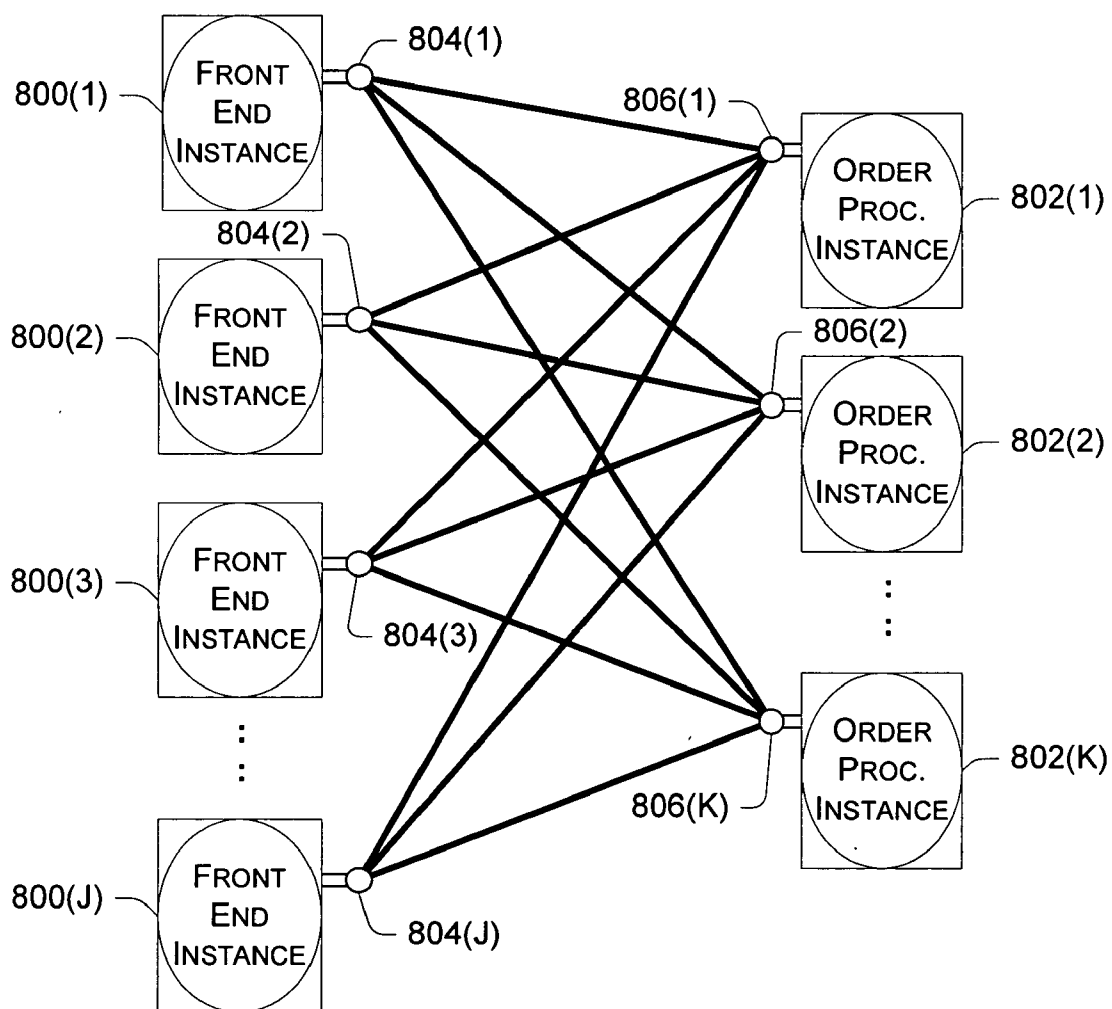 804(1)
FRONT
END
INSTANCE
800(1)
806(1)
ORDER
PROC.
INSTANCE
802(1)
804(2)
FRONT
END
INSTANCE
800(2)
806(2)
ORDER
PROC.
INSTANCE
802(2)
FRONT
END
INSTANCE
800(3)
804(3)
ORDER
PROC.
INSTANCE
802(K)
806(K)
FRONT
END
INSTANCE
800(J)
804(J)